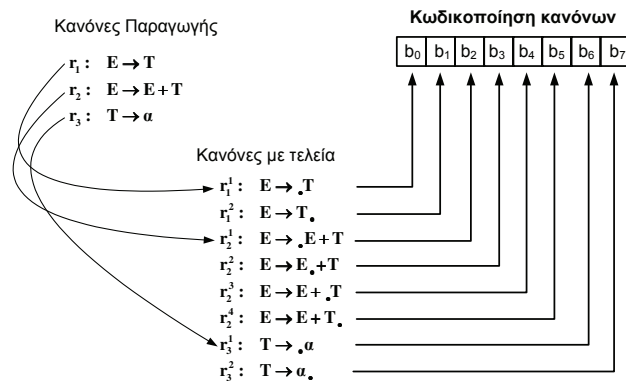 Κανόνες Παραγωγής
r₁ : E → T
r₂ : E → E + T
r₃ : T → α
Κωδικοποίηση κανόνων
b₀ b₁ b₂ b₃ b₄ b₅ b₆ b₇
Κανόνες με τελεία
r₁¹ : E → .T
r₁² : E → T.
r₂¹ : E → .E + T
r₂² : E → E.+T
r₂³ : E → E + .T
r₂⁴ : E → E + T.
r₃¹ : T → .α
r₃² : T → α.